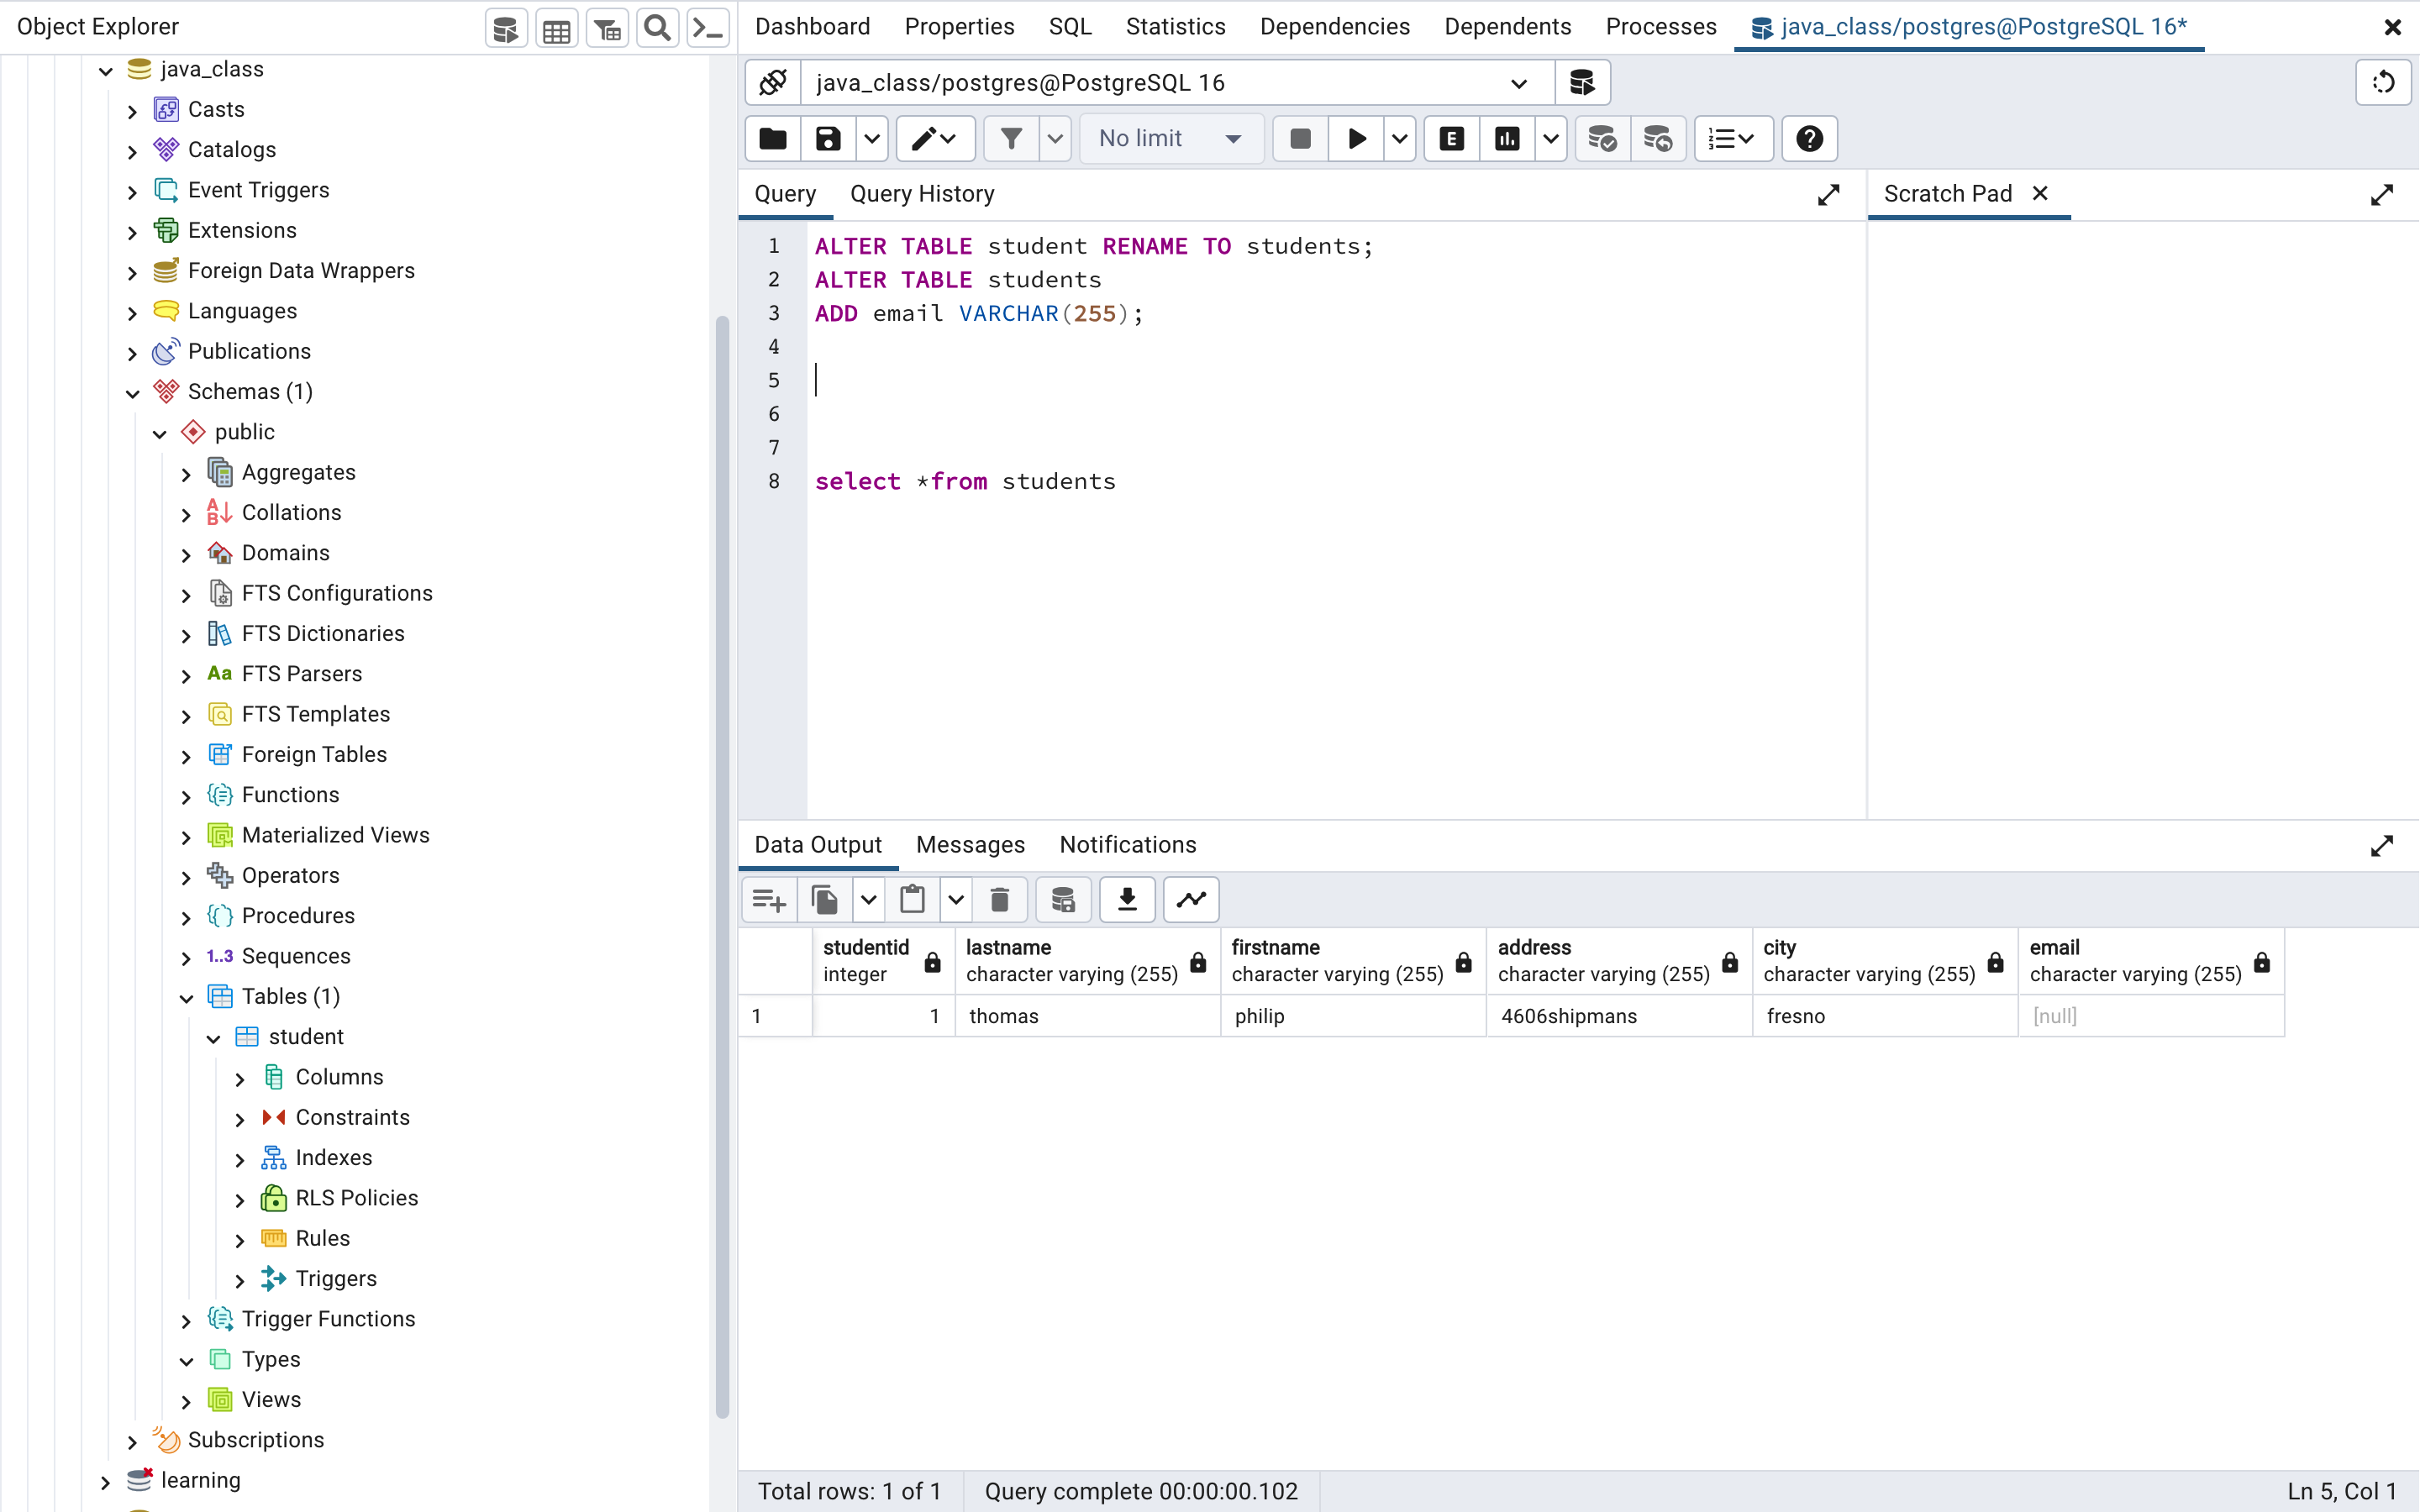 Object Explorer
java_class
Casts
Catalogs
Event Triggers
Extensions
Foreign Data Wrappers
Languages
Publications
Schemas (1)
public
Aggregates
Collations
Domains
FTS Configurations
FTS Dictionaries
Aa FTS Parsers
FTS Templates
Foreign Tables
Functions
Materialized Views
Operators
Procedures
1..3 Sequences
Tables (1)
student
Columns
Constraints
Indexes
RLS Policies
Rules
Triggers
Trigger Functions
Types
Views
Subscriptions
learning
Dashboard Properties SQL Statistics Dependencies Dependents Processes java_class/postgres@PostgreSQL 16*
java_class/postgres@PostgreSQL 16
No limit E
Query Query History
Scratch Pad
1 ALTER TABLE student RENAME TO students;
2 ALTER TABLE students
3 ADD email VARCHAR(255);
4
5
6
7
8 select *from students
Data Output Messages Notifications
studentid lastname firstname address city email
integer character varying (255) character varying (255) character varying (255) character varying (255) character varying (255)
1 1 thomas philip 4606shipmans fresno [null]
Total rows: 1 of 1 Query complete 00:00:00.102 Ln 5, Col 1